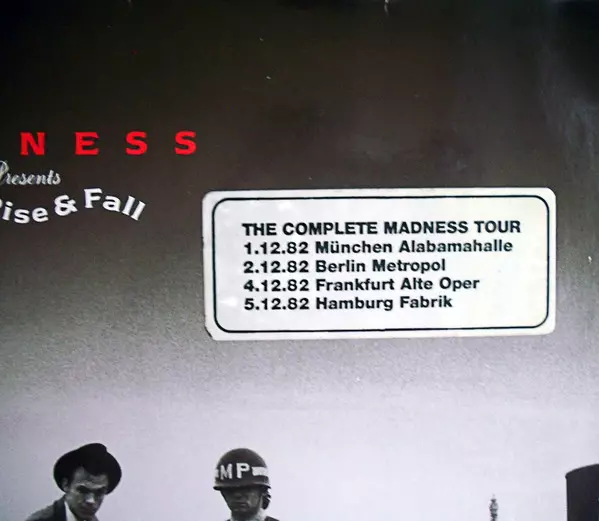 NESS
Presents
Rise & Fall
THE COMPLETE MADNESS TOUR
1.12.82 München Alabamahalle
2.12.82 Berlin Metropol
4.12.82 Frankfurt Alte Oper
5.12.82 Hamburg Fabrik
MP